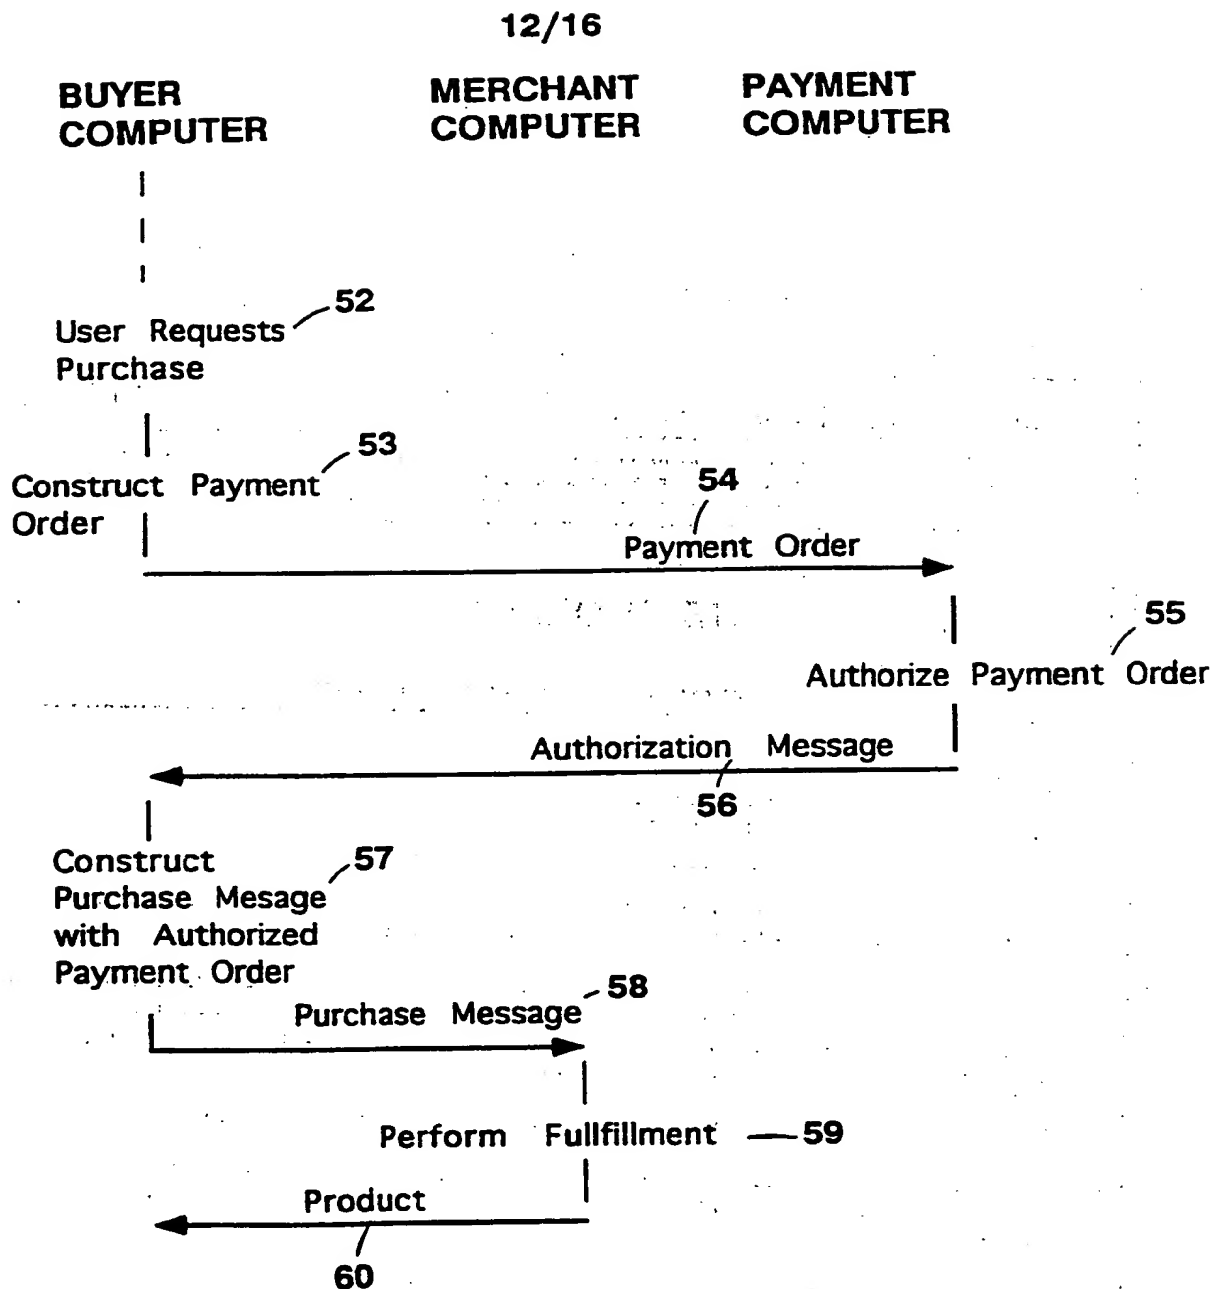 12/16
BUYER
COMPUTER
MERCHANT
COMPUTER
PAYMENT
COMPUTER
52
User Requests
Purchase
53
Construct Payment
Order
54
Payment Order
55
Authorize Payment Order
Authorization Message
56
Construct
57
Purchase Mesage
with Authorized
Payment Order
58
Purchase Message
Perform Fullfillment
59
Product
60